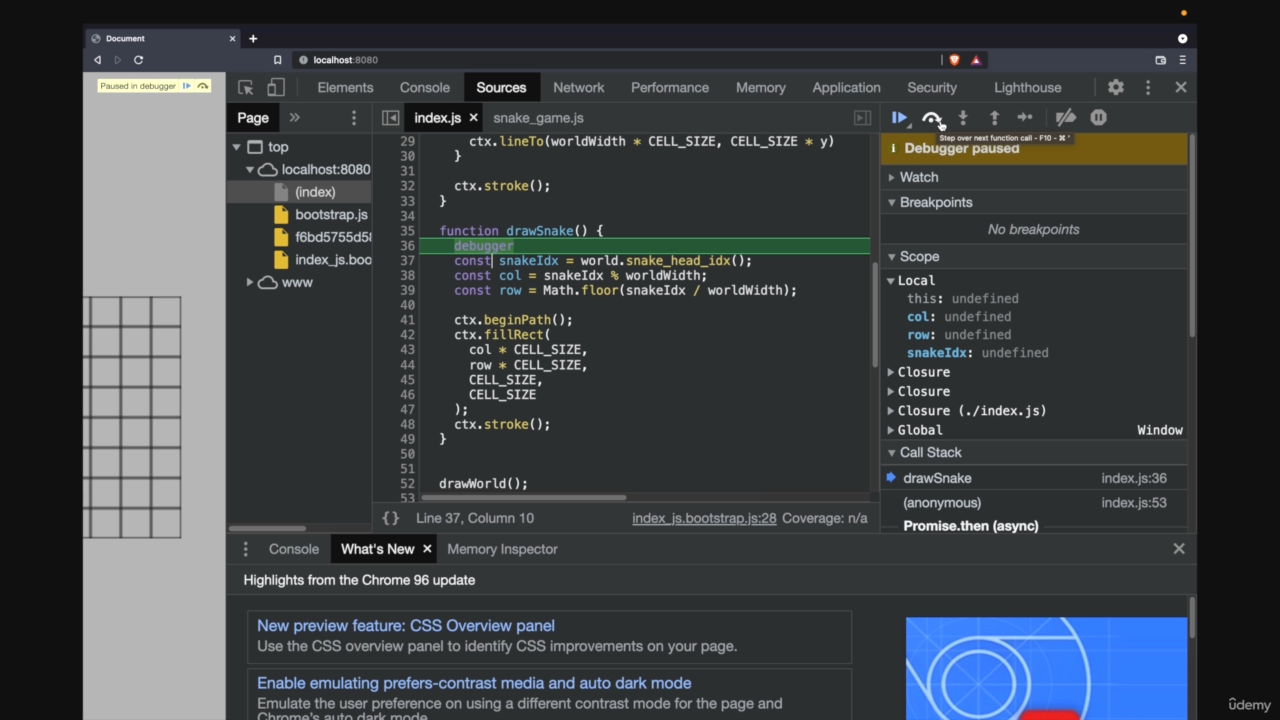 Document
localhost:8080
Paused in debugger
Elements Console Sources Network Performance Memory Application Security Lighthouse
Page
index.js
snake_game.js
Step over next function call - F10 - ⌘ '
top
localhost:8080
(index)
bootstrap.js
f6bd5755d5
index_js.boo
www
29 ctx.lineTo(worldWidth * CELL_SIZE, CELL_SIZE * y)
30 }
31
32 ctx.stroke();
33 }
34
35 function drawSnake() {
36 debugger
37 const snakeIdx = world.snake_head_idx();
38 const col = snakeIdx % worldWidth;
39 const row = Math.floor(snakeIdx / worldWidth);
40
41 ctx.beginPath();
42 ctx.fillRect(
43 col * CELL_SIZE,
44 row * CELL_SIZE,
45 CELL_SIZE,
46 CELL_SIZE
47 );
48 ctx.stroke();
49 }
50
51
52 drawWorld();
53
{} Line 37, Column 10 index_js.bootstrap.js:28 Coverage: n/a
Debugger paused
Watch
Breakpoints
No breakpoints
Scope
Local
this: undefined
col: undefined
row: undefined
snakeIdx: undefined
Closure
Closure
Closure (./index.js)
Global Window
Call Stack
drawSnake index.js:36
(anonymous) index.js:53
Promise.then (async)
Console What's New Memory Inspector
Highlights from the Chrome 96 update
New preview feature: CSS Overview panel
Use the CSS overview panel to identify CSS improvements on your page.
Enable emulating prefers-contrast media and auto dark mode
Emulate the user preference on using a different contrast mode for the page and
Chrome's auto dark mode.
ûdemy